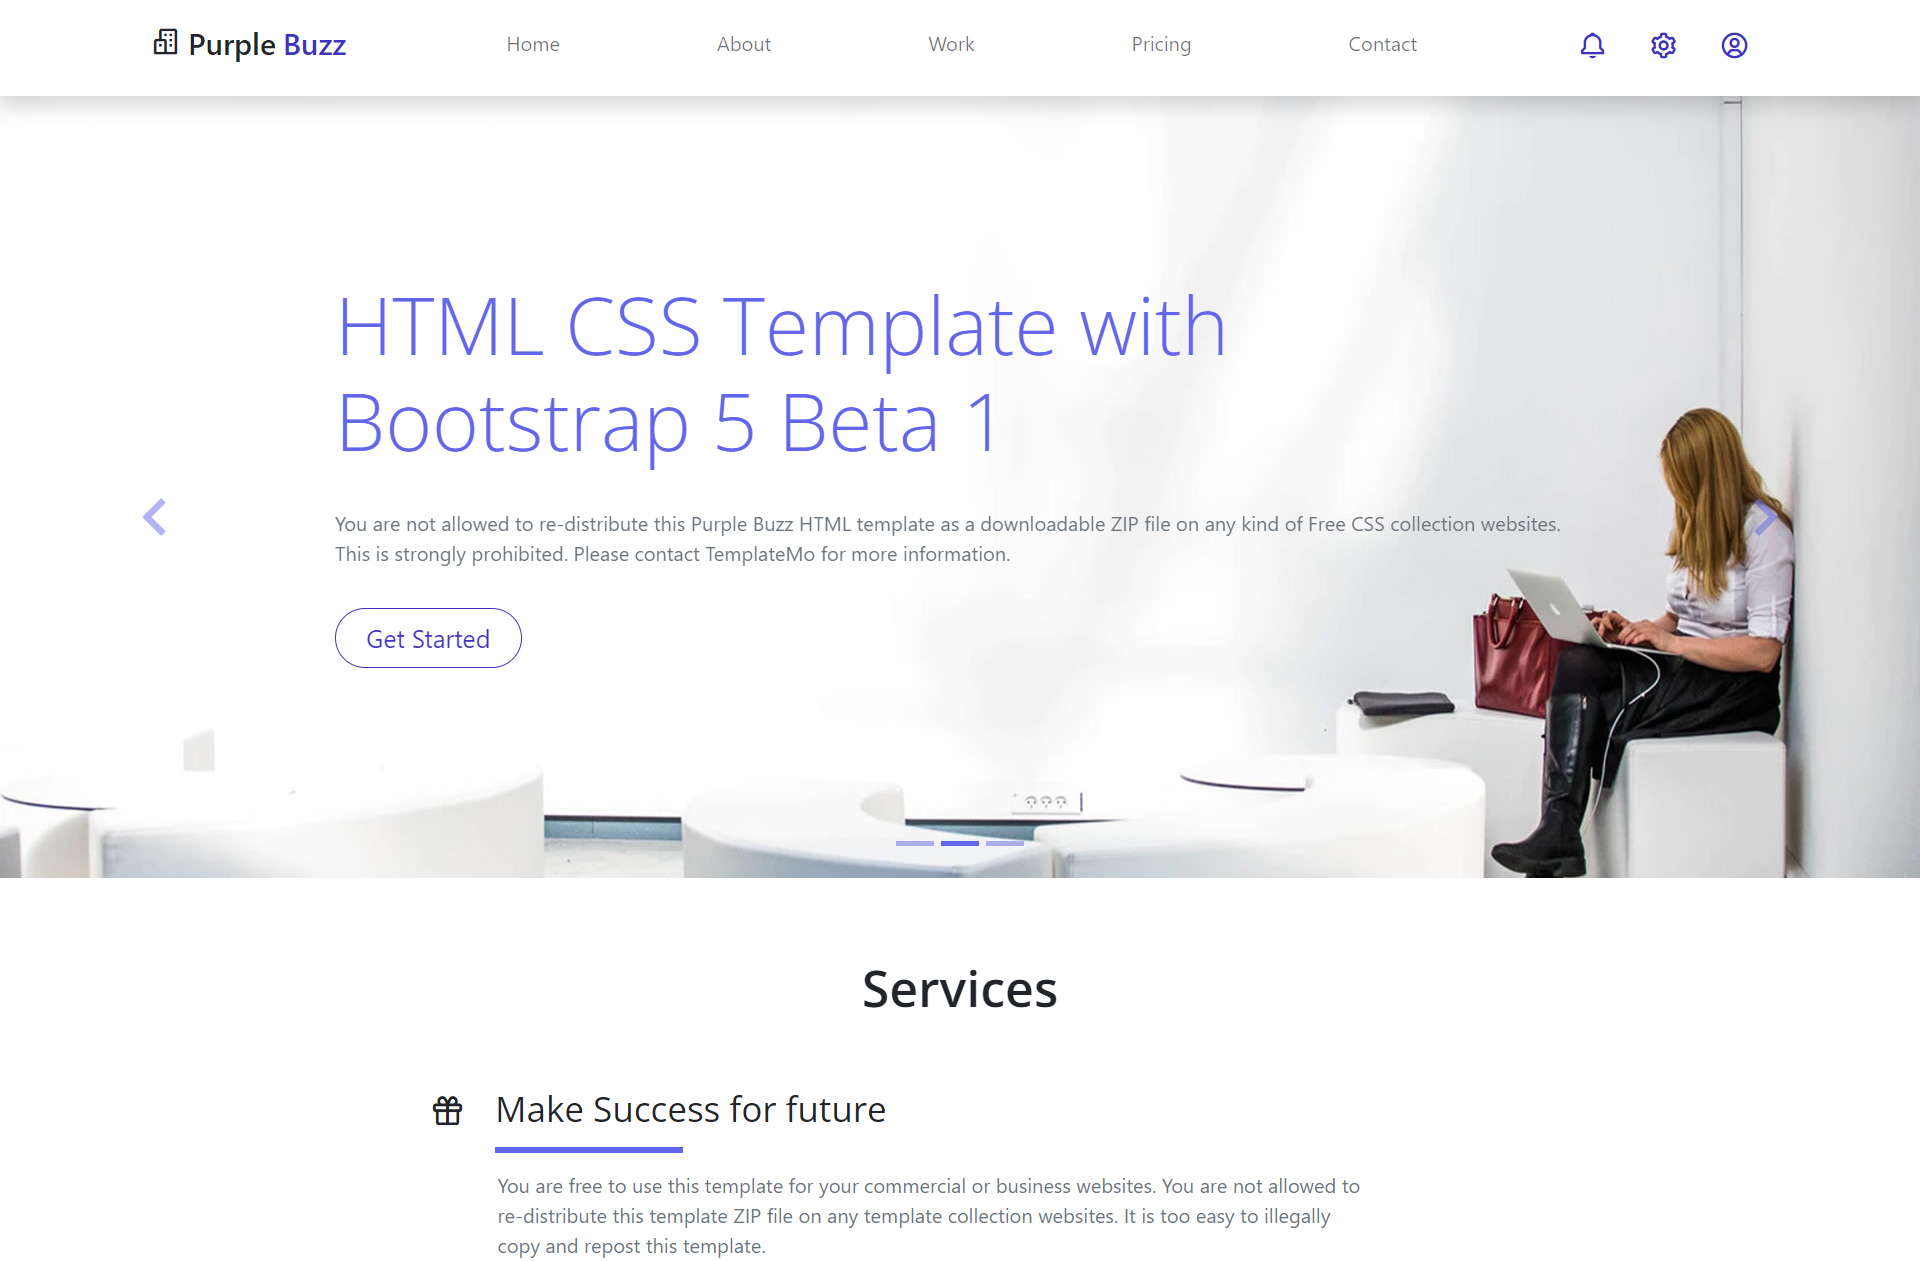 Purple Buzz
Home
About
Work
Pricing
Contact
HTML CSS Template with
Bootstrap 5 Beta 1
You are not allowed to re-distribute this Purple Buzz HTML template as a downloadable ZIP file on any kind of Free CSS collection websites.
This is strongly prohibited. Please contact TemplateMo for more information.
Get Started
Services
Make Success for future
You are free to use this template for your commercial or business websites. You are not allowed to
re-distribute this template ZIP file on any template collection websites. It is too easy to illegally
copy and repost this template.